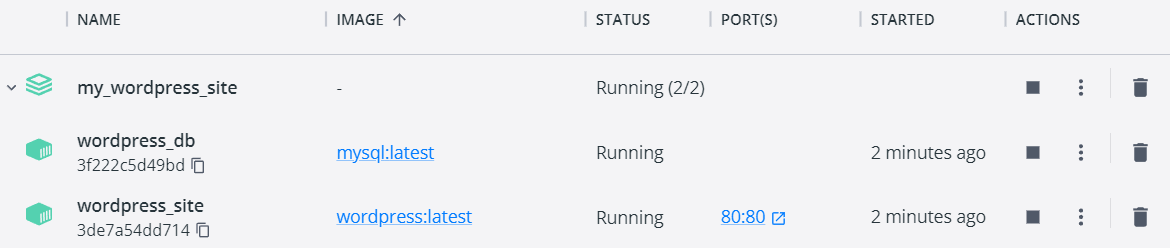 NAME IMAGE STATUS PORT(S) STARTED ACTIONS
my_wordpress_site - Running (2/2)
wordpress_db
3f222c5d49bd mysql:latest Running 2 minutes ago
wordpress_site
3de7a54dd714 wordpress:latest Running 80:80 2 minutes ago